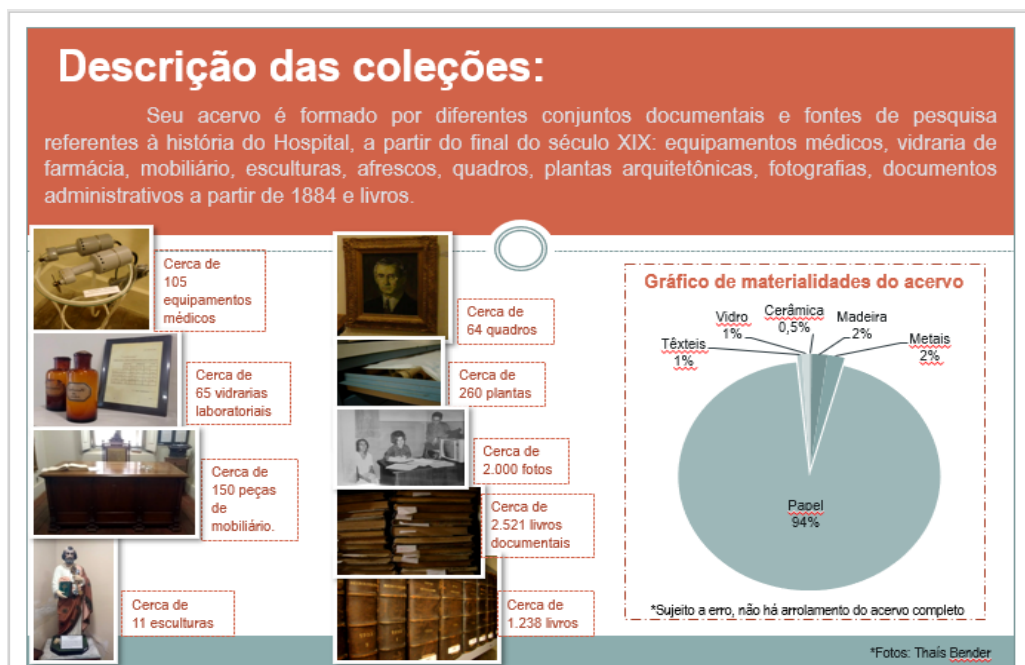 Descrição das coleções:
Seu acervo é formado por diferentes conjuntos documentais e fontes de pesquisa
referentes à história do Hospital, a partir do final do século XIX: equipamentos médicos, vidraria de
farmácia, mobiliário, esculturas, afrescos, quadros, plantas arquitetônicas, fotografias, documentos
administrativos a partir de 1884 e livros.
Cerca de
105
equipamentos
médicos
Cerca de
65 vidrarias
laboratoriais
Cerca de
150 peças
de
mobiliário.
Cerca de
11 esculturas
Cerca de
64 quadros
Cerca de
260 plantas
Cerca de
2.000 fotos
Cerca de
2.521 livros
documentais
Cerca de
1.238 livros
Gráfico de materialidades do acervo
Têxteis
1%
Vidro
1%
Cerâmica
0,5%
Madeira
2%
Metais
2%
Papel
94%
*Sujeito a erro, não há arrolamento do acervo completo
*Fotos: Thaís Bender